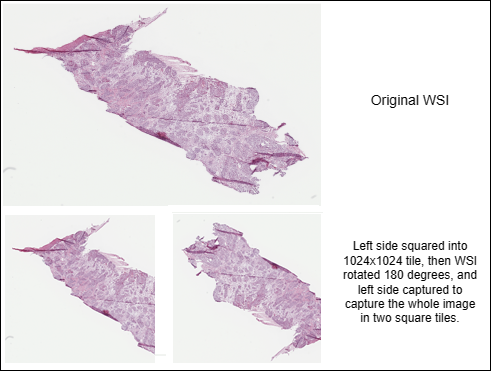 Original WSI
Left side squared into
1024x1024 tile, then WSI
rotated 180 degrees, and
left side captured to
capture the whole image
in two square tiles.